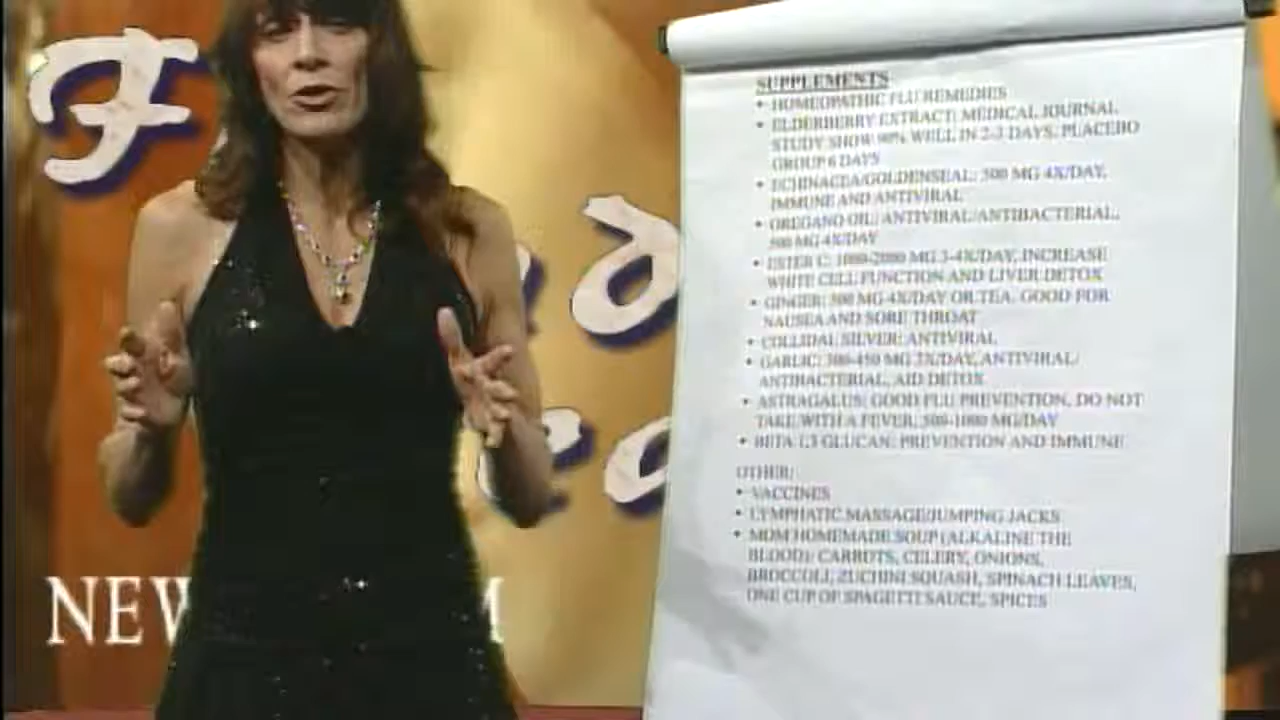 F
d
NEW
M
SUPPLEMENTS
• HOMEOPATHIC FLU REMEDIES
• ELDERBERRY EXTRACT: MEDICAL JOURNAL
STUDY SHOW 90% WELL IN 2-3 DAYS, PLACEBO
GROUP 6 DAYS
• ECHINACEA/GOLDENSEAL: 500 MG 4X/DAY,
IMMUNE AND ANTIVIRAL
• OREGANO OIL: ANTIVIRAL/ANTIBACTERIAL,
500 MG 4X/DAY
• ESTER C: 1000-2000 MG 3-4X/DAY, INCREASE
WHITE CELL FUNCTION AND LIVER DETOX
• GINGER: 500 MG 4X/DAY OR TEA. GOOD FOR
NAUSEA AND SORE THROAT
• COLLIDAL SILVER: ANTIVIRAL
• GARLIC: 300-450 MG 2X/DAY, ANTIVIRAL/
ANTIBACTERIAL, AID DETOX
• ASTRAGALUS: GOOD FLU PREVENTION, DO NOT
TAKE WITH A FEVER, 500-1000 MG/DAY
• BETA 1,3 GLUCAN: PREVENTION AND IMMUNE
OTHER:
• VACCINES
• LYMPHATIC MASSAGE/JUMPING JACKS
• MOM HOMEMADE SOUP (ALKALINE THE
BLOOD): CARROTS, CELERY, ONIONS,
BROCCOLI, ZUCHINI SQUASH, SPINACH LEAVES,
ONE CUP OF SPAGETTI SAUCE, SPICES